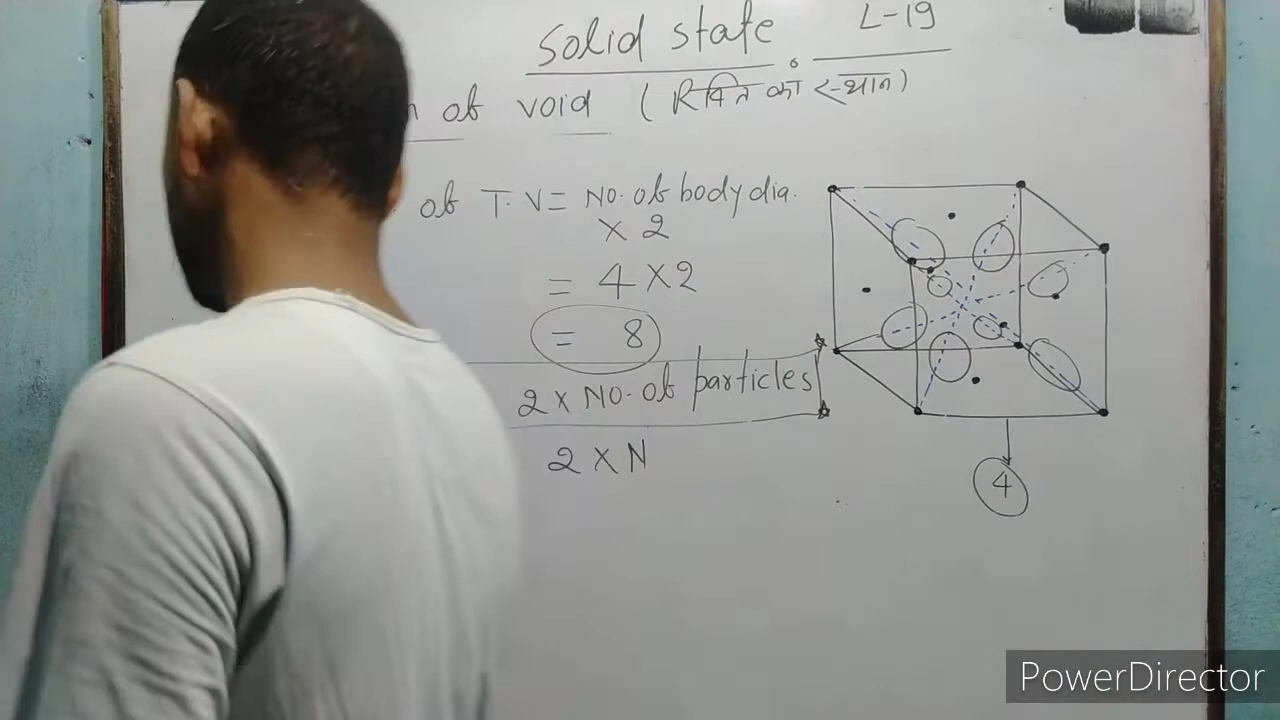 Solid state L-19
of void (रिक्ति का स्थान)
of T.V = No. of body dia.
× 2
= 4 × 2
= 8
2 × No. of particles
2 × N
4
PowerDirector